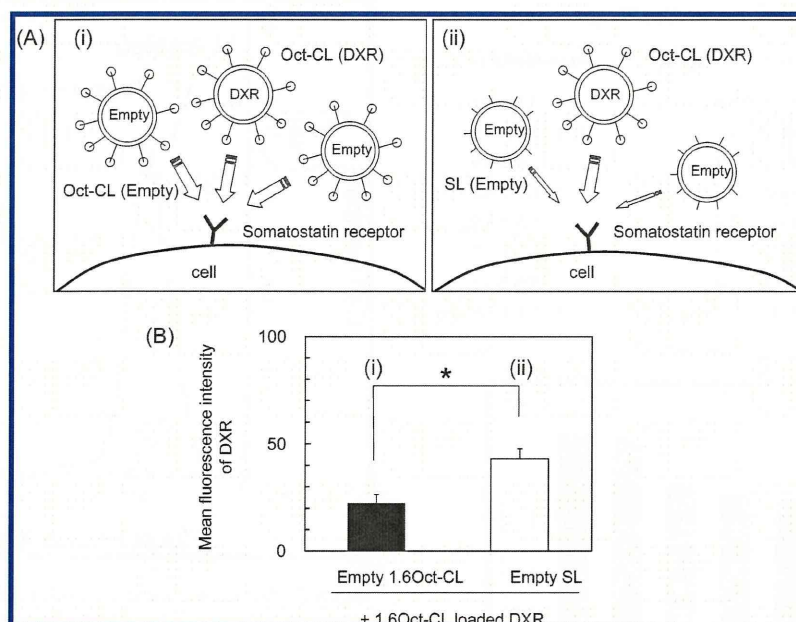 (A)
(i)
Oct-CL (DXR)
Empty
DXR
Empty
Oct-CL (Empty)
Somatostatin receptor
cell
(ii)
Oct-CL (DXR)
DXR
Empty
Empty
SL (Empty)
Somatostatin receptor
cell
(B)
100
50
0
Mean fluorescence intensity
of DXR
(i)
*
(ii)
Empty 1.6Oct-CL
Empty SL
+ 1.6Oct-CL loaded DXR